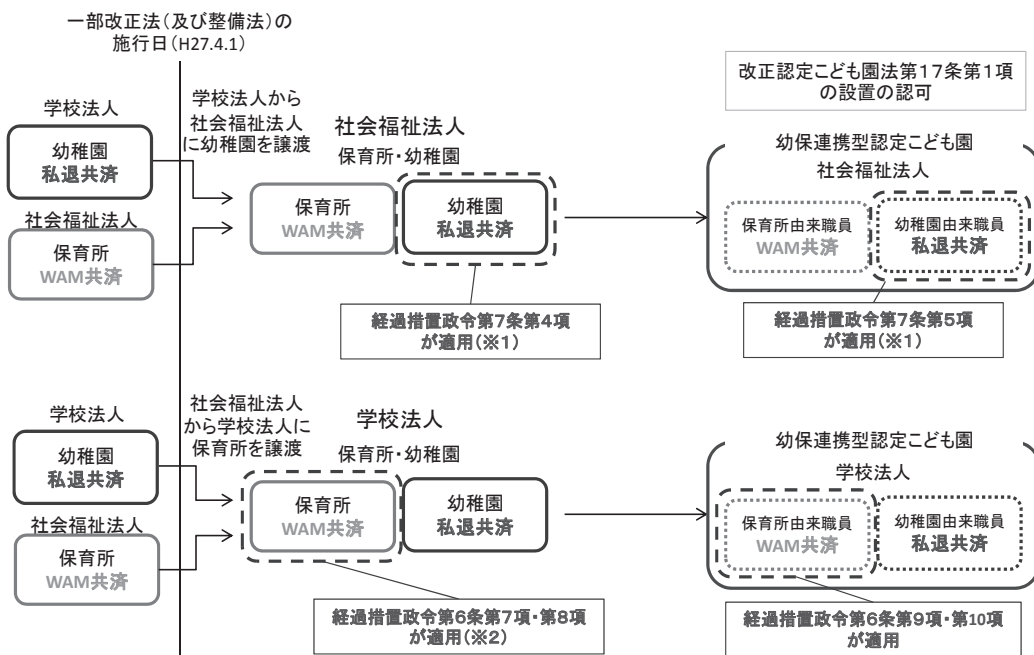 一部改正法(及び整備法)の
施行日(H27.4.1)
改正認定こども園法第17条第1項
の設置の認可
学校法人
幼稚園
私退共済
社会福祉法人
保育所
WAM共済
学校法人から
社会福祉法人
に幼稚園を譲渡
社会福祉法人
保育所・幼稚園
保育所
WAM共済
幼稚園
私退共済
幼保連携型認定こども園
社会福祉法人
保育所由来職員
WAM共済
幼稚園由来職員
私退共済
経過措置政令第7条第4項
が適用(※1)
経過措置政令第7条第5項
が適用(※1)
学校法人
幼稚園
私退共済
社会福祉法人
保育所
WAM共済
社会福祉法人
から学校法人に
保育所を譲渡
学校法人
保育所・幼稚園
保育所
WAM共済
幼稚園
私退共済
幼保連携型認定こども園
学校法人
保育所由来職員
WAM共済
幼稚園由来職員
私退共済
経過措置政令第6条第7項・第8項
が適用(※2)
経過措置政令第6条第9項・第10項
が適用